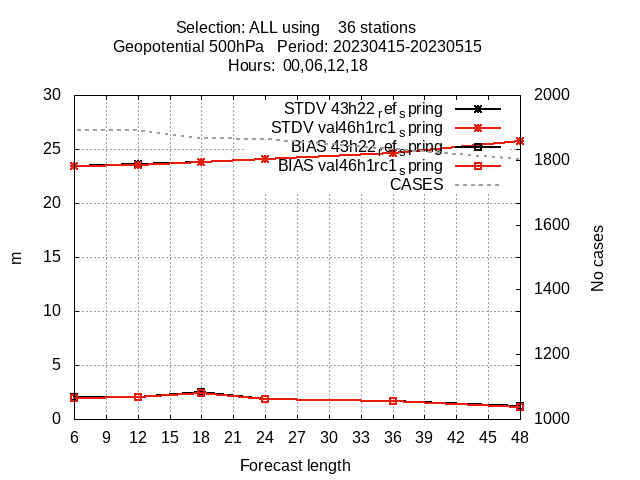 Selection: ALL using    36 stations
Geopotential 500hPa   Period: 20230415-20230515
Hours:  00,06,12,18
30
25
20
15
10
5
0
m
2000
1800
1600
1400
1200
1000
No cases
STDV 43h22_ref_spring
STDV val46h1rc1_spring
BIAS 43h22_ref_spring
BIAS val46h1rc1_spring
CASES
6 9 12 15 18 21 24 27 30 33 36 39 42 45 48
Forecast length